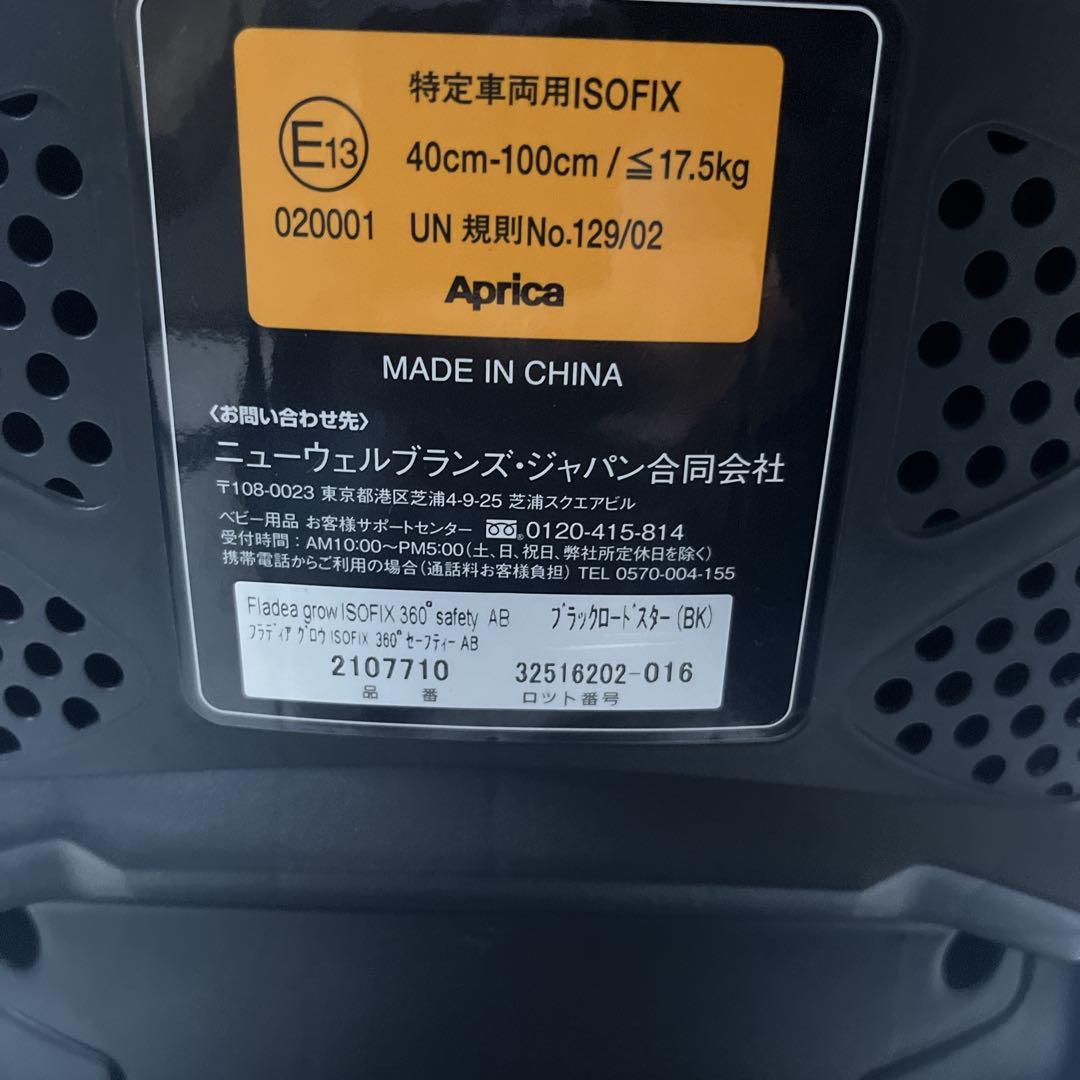 特定車両用ISOFIX
E13
40cm-100cm / ≦17.5kg
020001 UN 規則No.129/02
Aprica
MADE IN CHINA
〈お問い合わせ先〉
ニューウェルブランズ・ジャパン合同会社
〒108-0023 東京都港区芝浦4-9-25 芝浦スクエアビル
ベビー用品 お客様サポートセンター 0120-415-814
受付時間：AM10:00〜PM5:00（土、日、祝日、弊社所定休日を除く）
携帯電話からご利用の場合（通話料お客様負担）TEL 0570-004-155
Fladea grow ISOFIX 360° safety AB ブラックロードスター(BK)
フラディア グロウ ISOFIX 360° セーフティー AB
2107710 32516202-016
品番 ロット番号